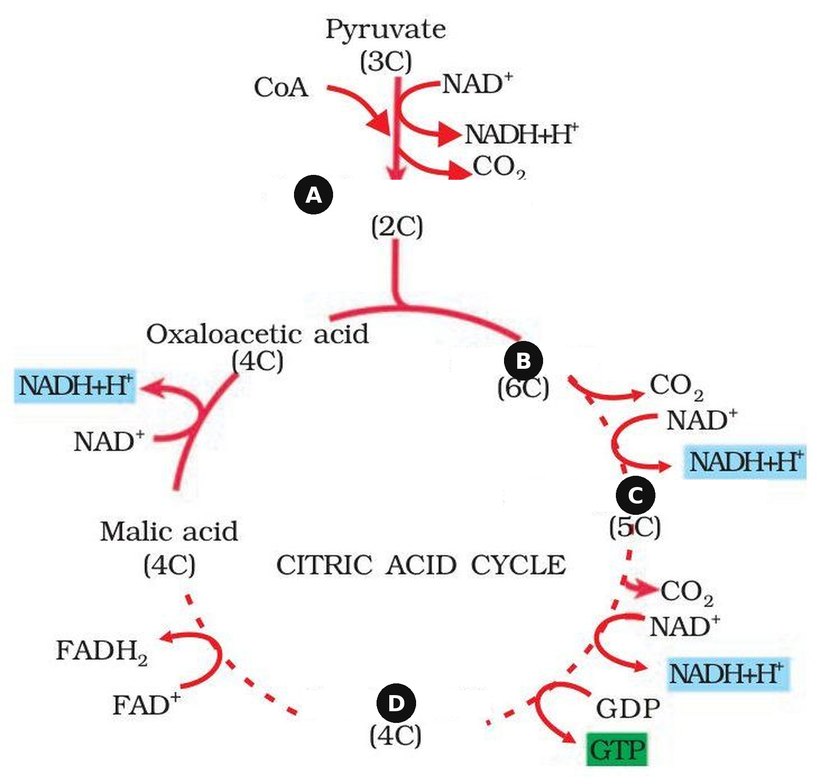 Pyruvate
(3C)
CoA
NAD⁺
NADH+H⁺
CO₂
A
(2C)
Oxaloacetic acid
(4C)
B
(6C)
NADH+H⁺
CO₂
NAD⁺
NAD⁺
NADH+H⁺
C
(5C)
Malic acid
(4C)
CITRIC ACID CYCLE
CO₂
NAD⁺
FADH₂
NADH+H⁺
FAD⁺
D
(4C)
GDP
GTP